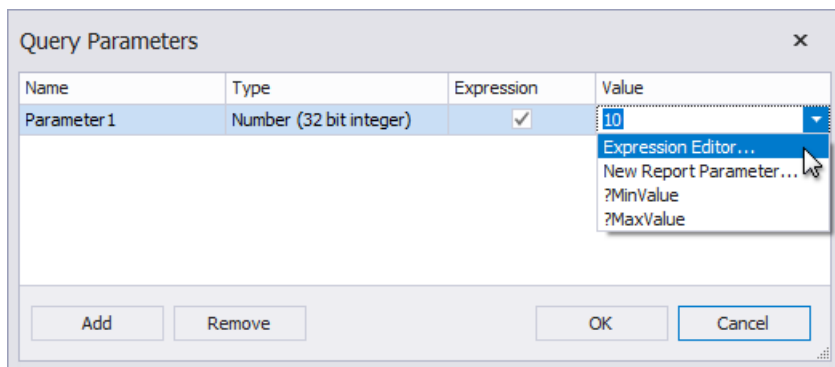 Query Parameters
Name Type Expression Value
Parameter1 Number (32 bit integer) 10
Expression Editor...
New Report Parameter...
?MinValue
?MaxValue
Add Remove OK Cancel